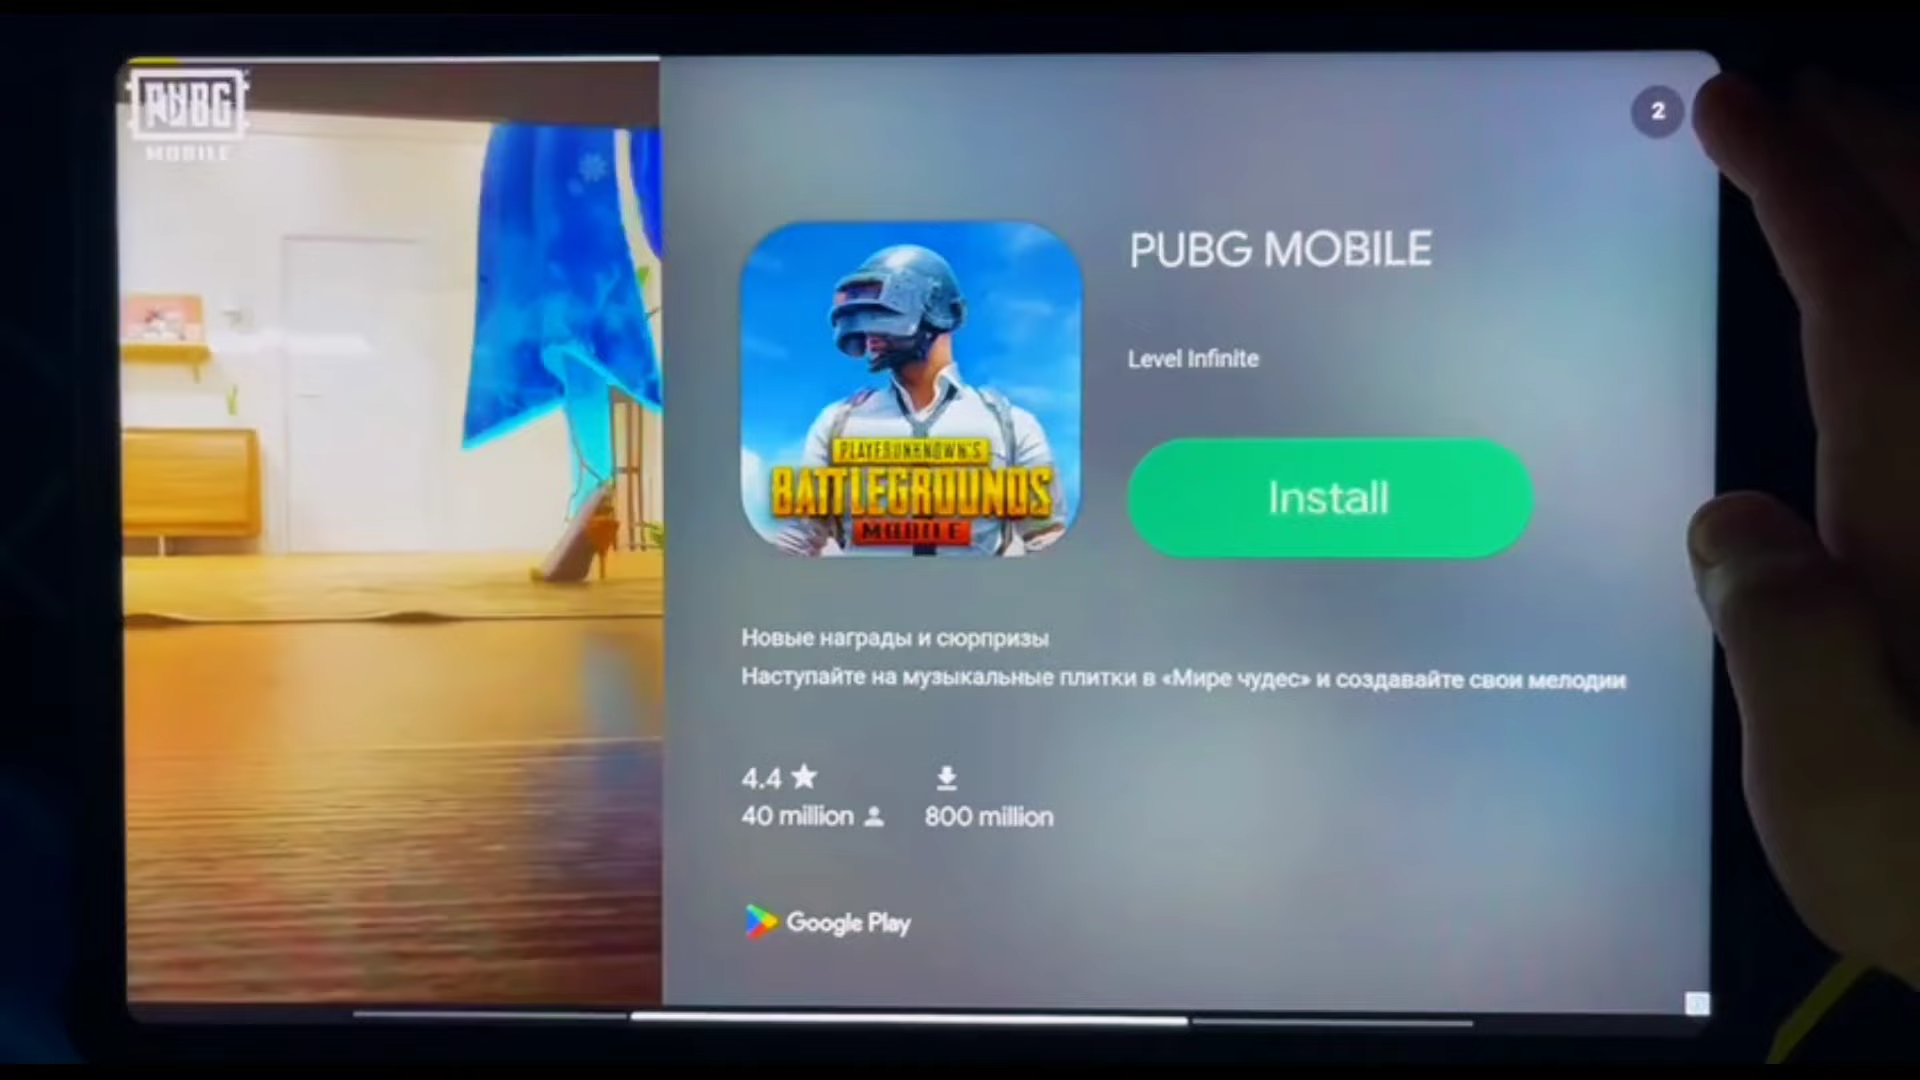 PUBG
MOBILE
2
PUBG MOBILE
Level Infinite
PLAYERUNKNOWN'S
BATTLEGROUNDS
MOBILE
Install
Новые награды и сюрпризы
Наступайте на музыкальные плитки в «Мире чудес» и создавайте свои мелодии
4.4
40 million
800 million
Google Play